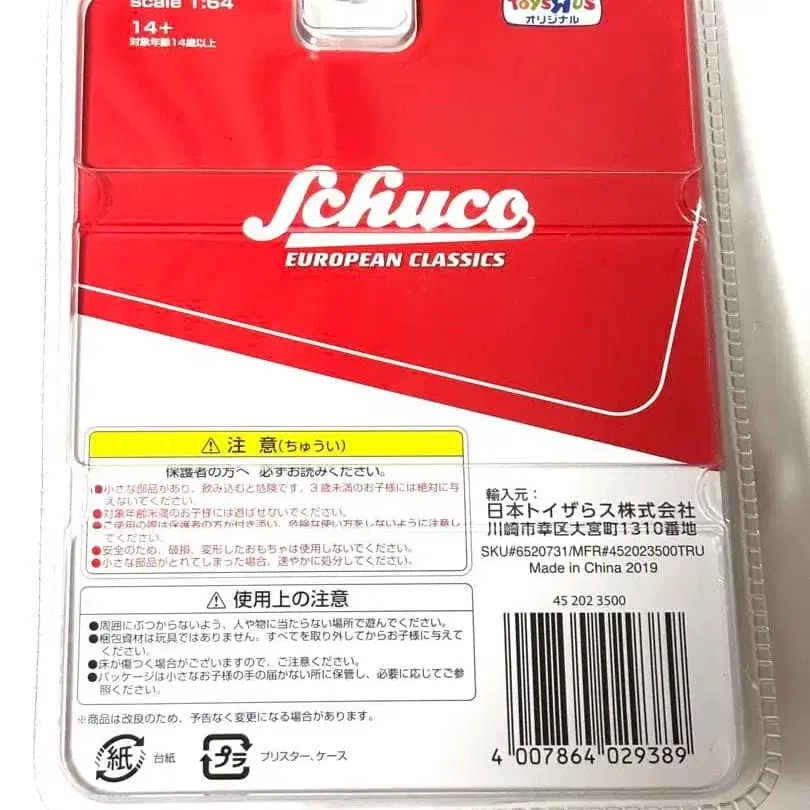 scale 1:64
14+
対象年齢14歳以上
TOYSЯUS
オリジナル
Schuco
EUROPEAN CLASSICS
⚠ 注 意(ちゅうい)
保護者の方へ 必ずお読みください。
●小さな部品があり、飲み込むと危険です。3歳未満のお子様には絶対に与
えないでください。
●対象年齢未満のお子様には遊ばせないでください。
●ご使用の際は保護者の方が付き添い、危険な使い方をしないように注意し
てください。
●安全のため、破損、変形したおもちゃは使用しないでください。
●小さな部品がとれてしまった場合、速やかに処分してください。
⚠ 使用上の注意
●周囲にぶつからないよう、人や物に当たらない場所で遊んでください。
●梱包資材は玩具ではありません。すべてを取り外してからお子様に与えて
ください。
●床が傷つく場合がございますので、ご注意ください。
●パッケージは小さなお子様の手の届かない所に保管し、必要に応じてご参
照ください。
※商品は改良のため、予告なく変更になる場合があります。
紙 台紙
プラ ブリスター、ケース
輸入元:
日本トイザらス株式会社
川崎市幸区大宮町1310番地
SKU#6520731/MFR#452023500TRU
Made in China 2019
45 202 3500
4 007864 029389